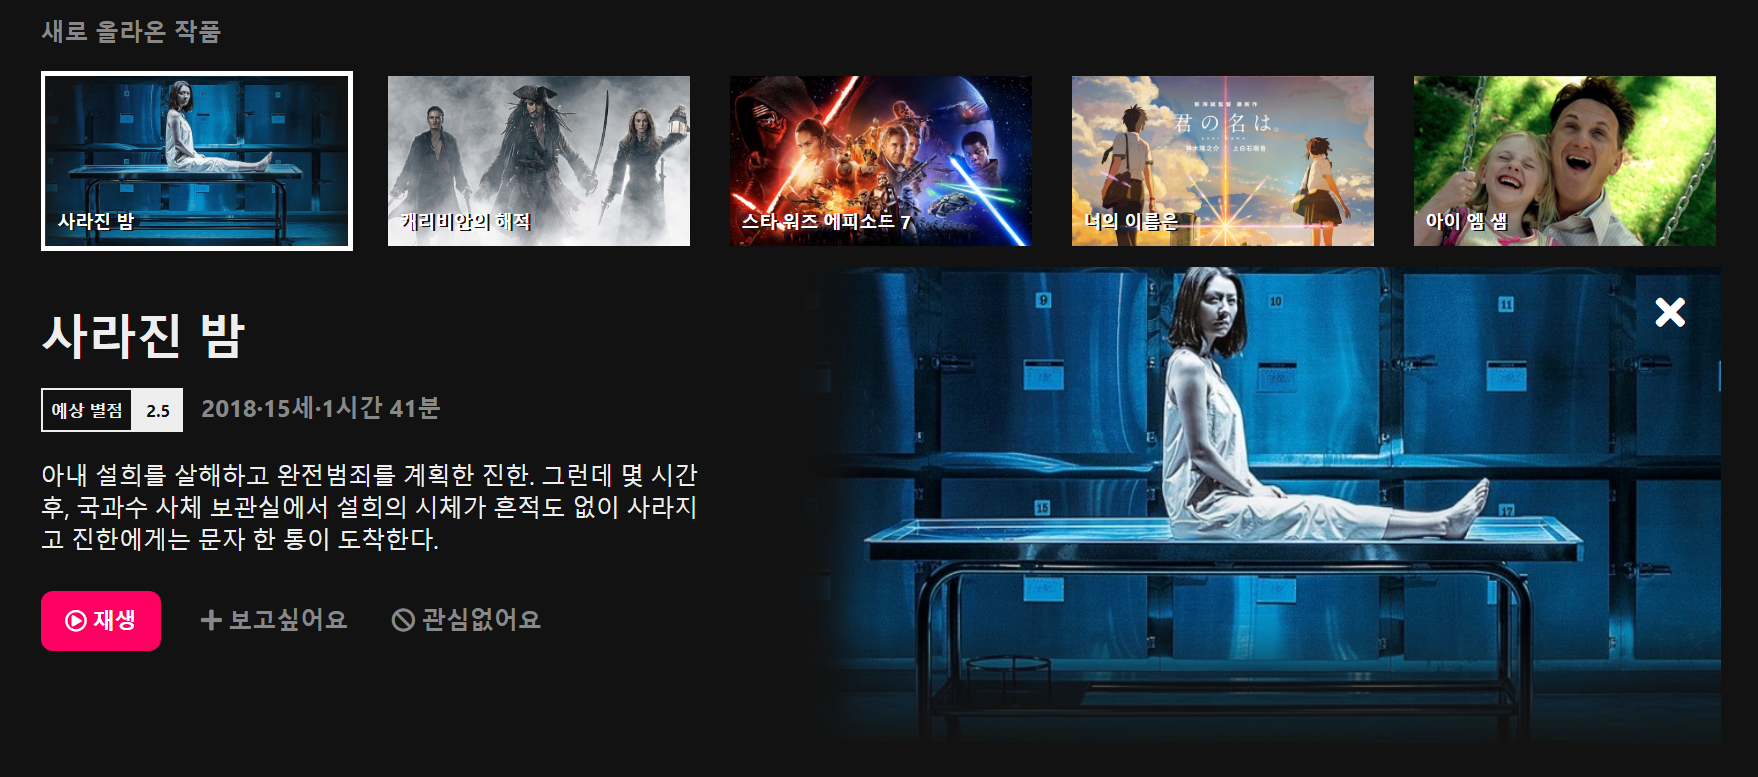 새로 올라온 작품
사라진 밤
캐리비안의 해적
스타 워즈 에피소드 7
君の名は。
너의 이름은
아이 엠 샘
사라진 밤
예상 별점 2.5 2018·15세·1시간 41분
아내 설희를 살해하고 완전범죄를 계획한 진한. 그런데 몇 시간
후, 국과수 사체 보관실에서 설희의 시체가 흔적도 없이 사라지
고 진한에게는 문자 한 통이 도착한다.
재생 보고싶어요 관심없어요
9 10 11
15 17